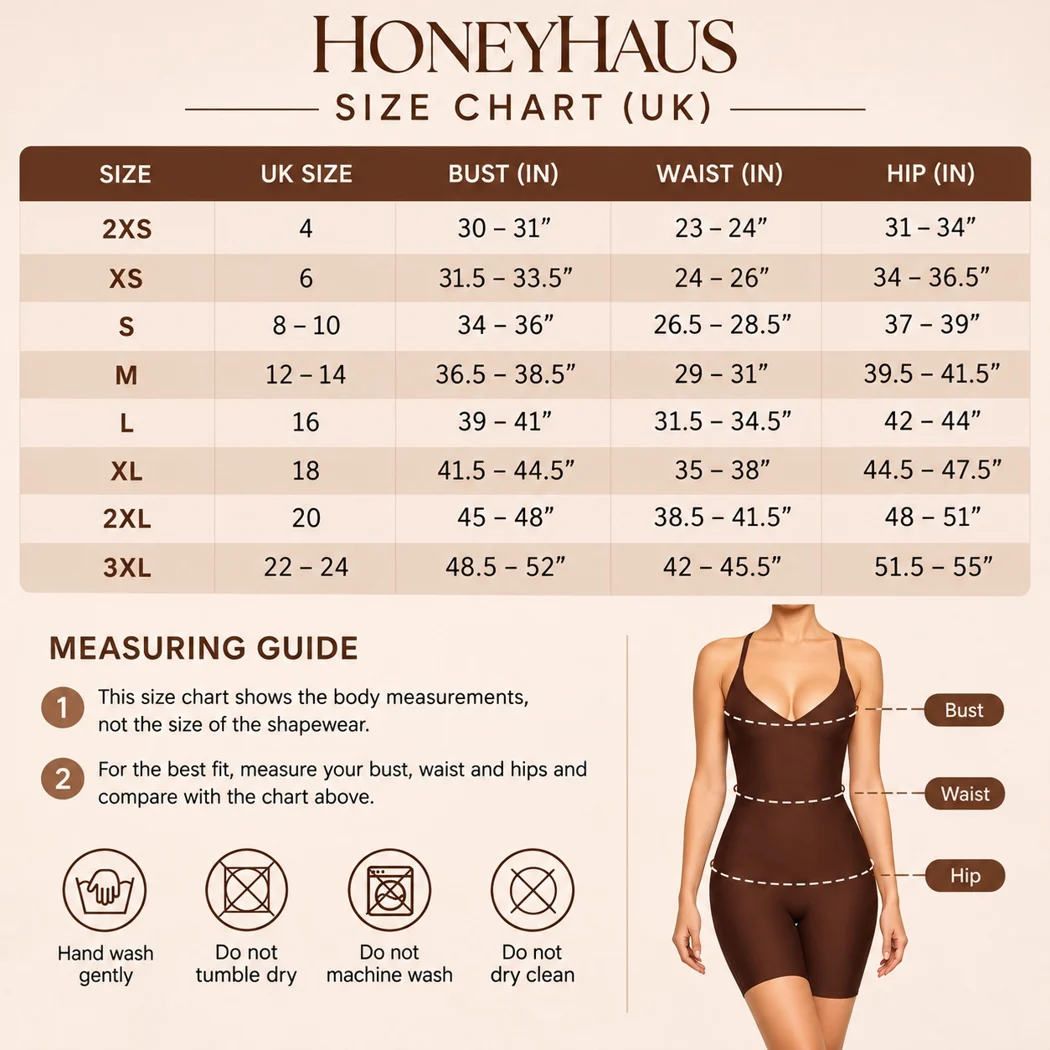 HONEYHAUS
SIZE CHART (UK)
SIZE UK SIZE BUST (IN) WAIST (IN) HIP (IN)
2XS 4 30 – 31” 23 – 24” 31 – 34”
XS 6 31.5 – 33.5” 24 – 26” 34 – 36.5”
S 8 – 10 34 – 36” 26.5 – 28.5” 37 – 39”
M 12 – 14 36.5 – 38.5” 29 – 31” 39.5 – 41.5”
L 16 39 – 41” 31.5 – 34.5” 42 – 44”
XL 18 41.5 – 44.5” 35 – 38” 44.5 – 47.5”
2XL 20 45 – 48” 38.5 – 41.5” 48 – 51”
3XL 22 – 24 48.5 – 52” 42 – 45.5” 51.5 – 55”
MEASURING GUIDE
1 This size chart shows the body measurements,
not the size of the shapewear.
2 For the best fit, measure your bust, waist and hips and
compare with the chart above.
Hand wash
gently
Do not
tumble dry
Do not
machine wash
Do not
dry clean
Bust
Waist
Hip